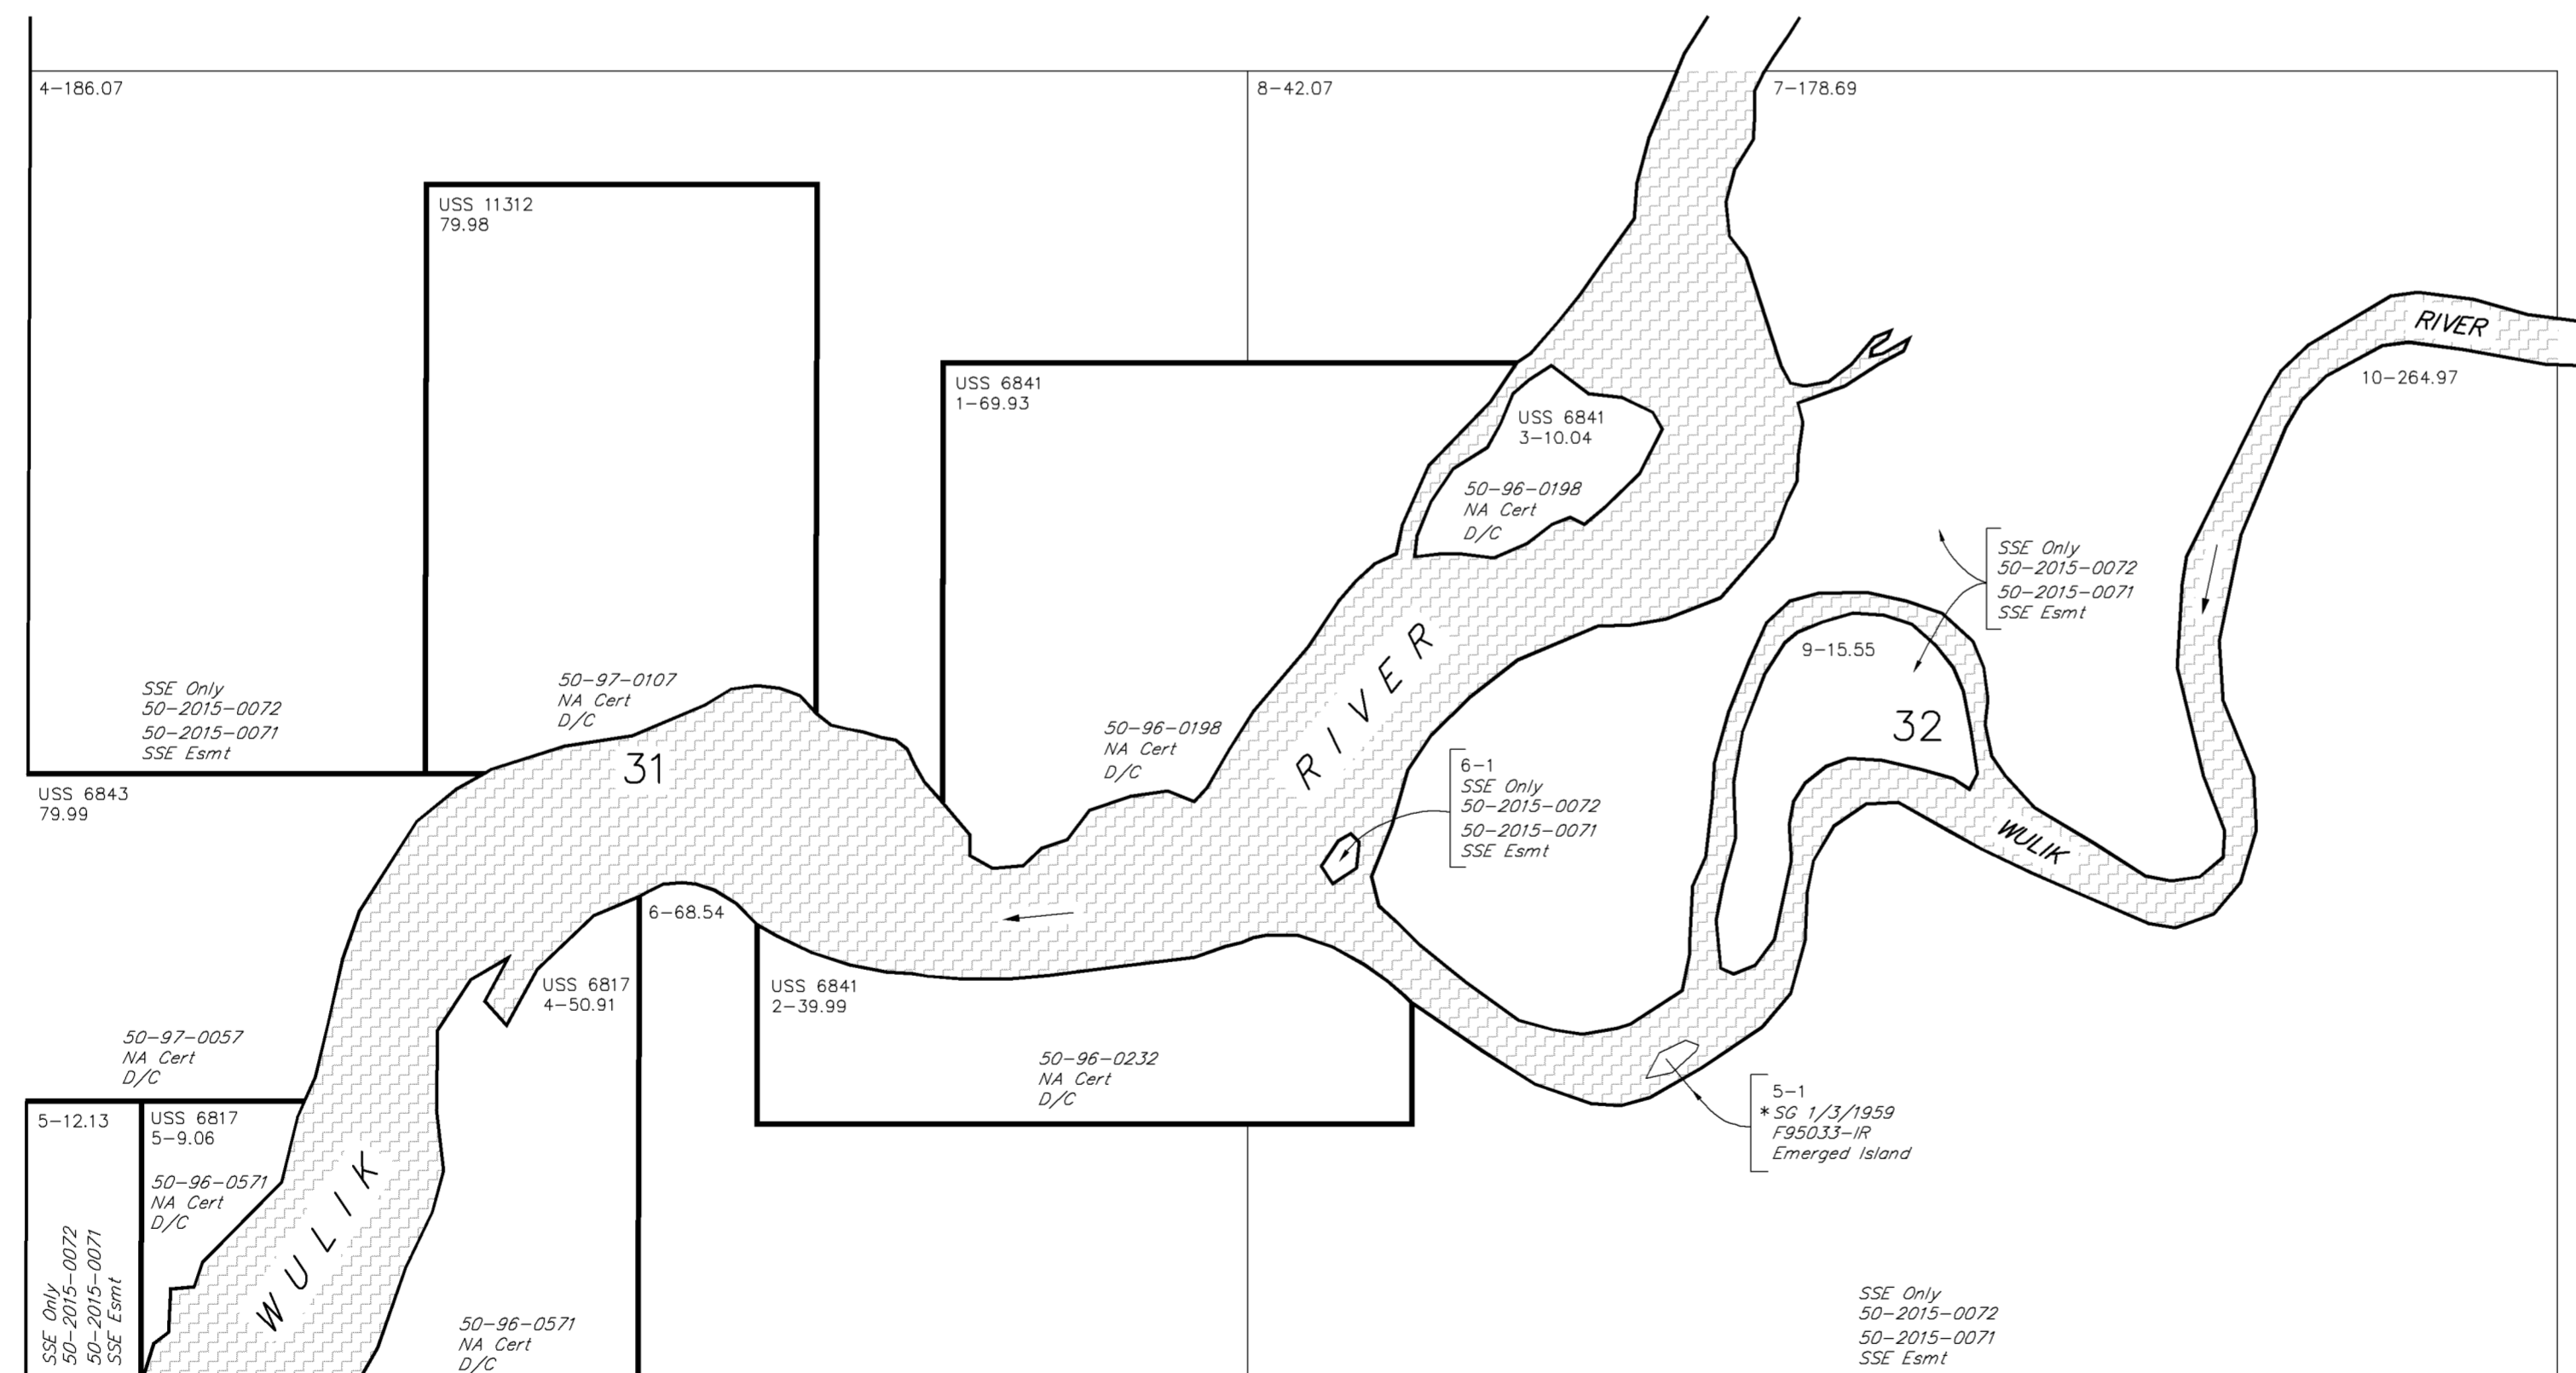 4-186.07
8-42.07
7-178.69
USS 11312
79.98
RIVER
10-264.97
USS 6841
1-69.93
USS 6841
3-10.04
50-96-0198
NA Cert
D/C
SSE Only
50-2015-0072
50-2015-0071
SSE Esmt
9-15.55
32
SSE Only
50-2015-0072
50-2015-0071
SSE Esmt
50-97-0107
NA Cert
D/C
31
50-96-0198
NA Cert
D/C
RIVER
6-1
SSE Only
50-2015-0072
50-2015-0071
SSE Esmt
WULIK
USS 6843
79.99
6-68.54
USS 6817
4-50.91
USS 6841
2-39.99
50-97-0057
NA Cert
D/C
50-96-0232
NA Cert
D/C
5-1
*SG 1/3/1959
F95033-IR
Emerged Island
5-12.13
USS 6817
5-9.06
50-96-0571
NA Cert
D/C
SSE Only
50-2015-0072
50-2015-0071
SSE Esmt
WULIK
50-96-0571
NA Cert
D/C
SSE Only
50-2015-0072
50-2015-0071
SSE Esmt